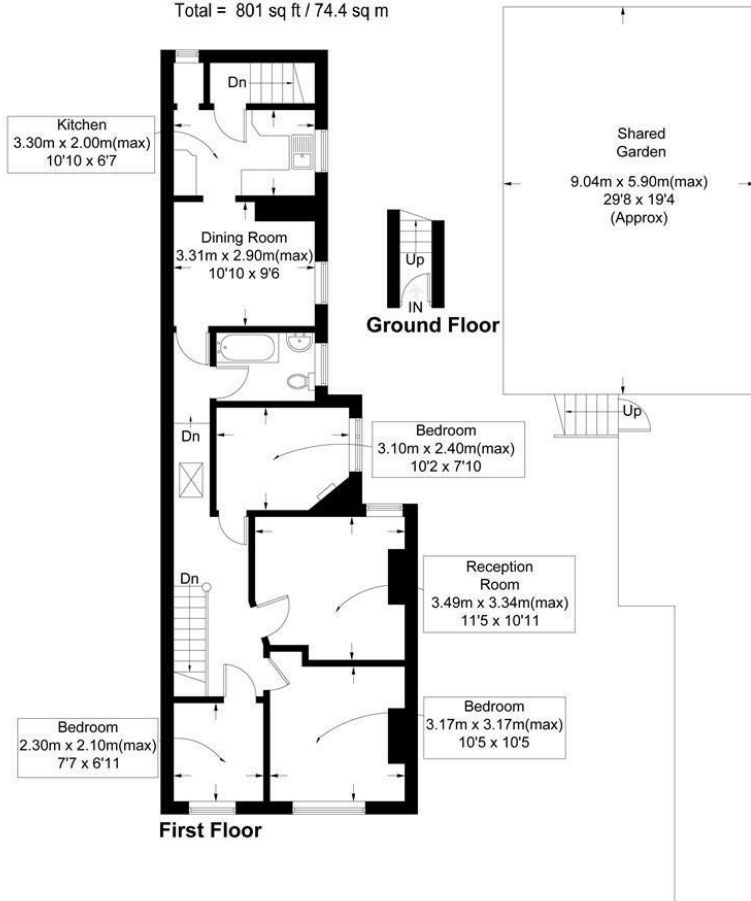 Total = 801 sq ft / 74.4 sq m
Dn
Kitchen
3.30m x 2.00m(max)
10'10 x 6'7
Shared
Garden
9.04m x 5.90m(max)
29'8 x 19'4
(Approx)
Dining Room
3.31m x 2.90m(max)
10'10 x 9'6
Up
IN
Ground Floor
Up
Dn
Bedroom
3.10m x 2.40m(max)
10'2 x 7'10
Dn
Reception
Room
3.49m x 3.34m(max)
11'5 x 10'11
Bedroom
2.30m x 2.10m(max)
7'7 x 6'11
Bedroom
3.17m x 3.17m(max)
10'5 x 10'5
First Floor